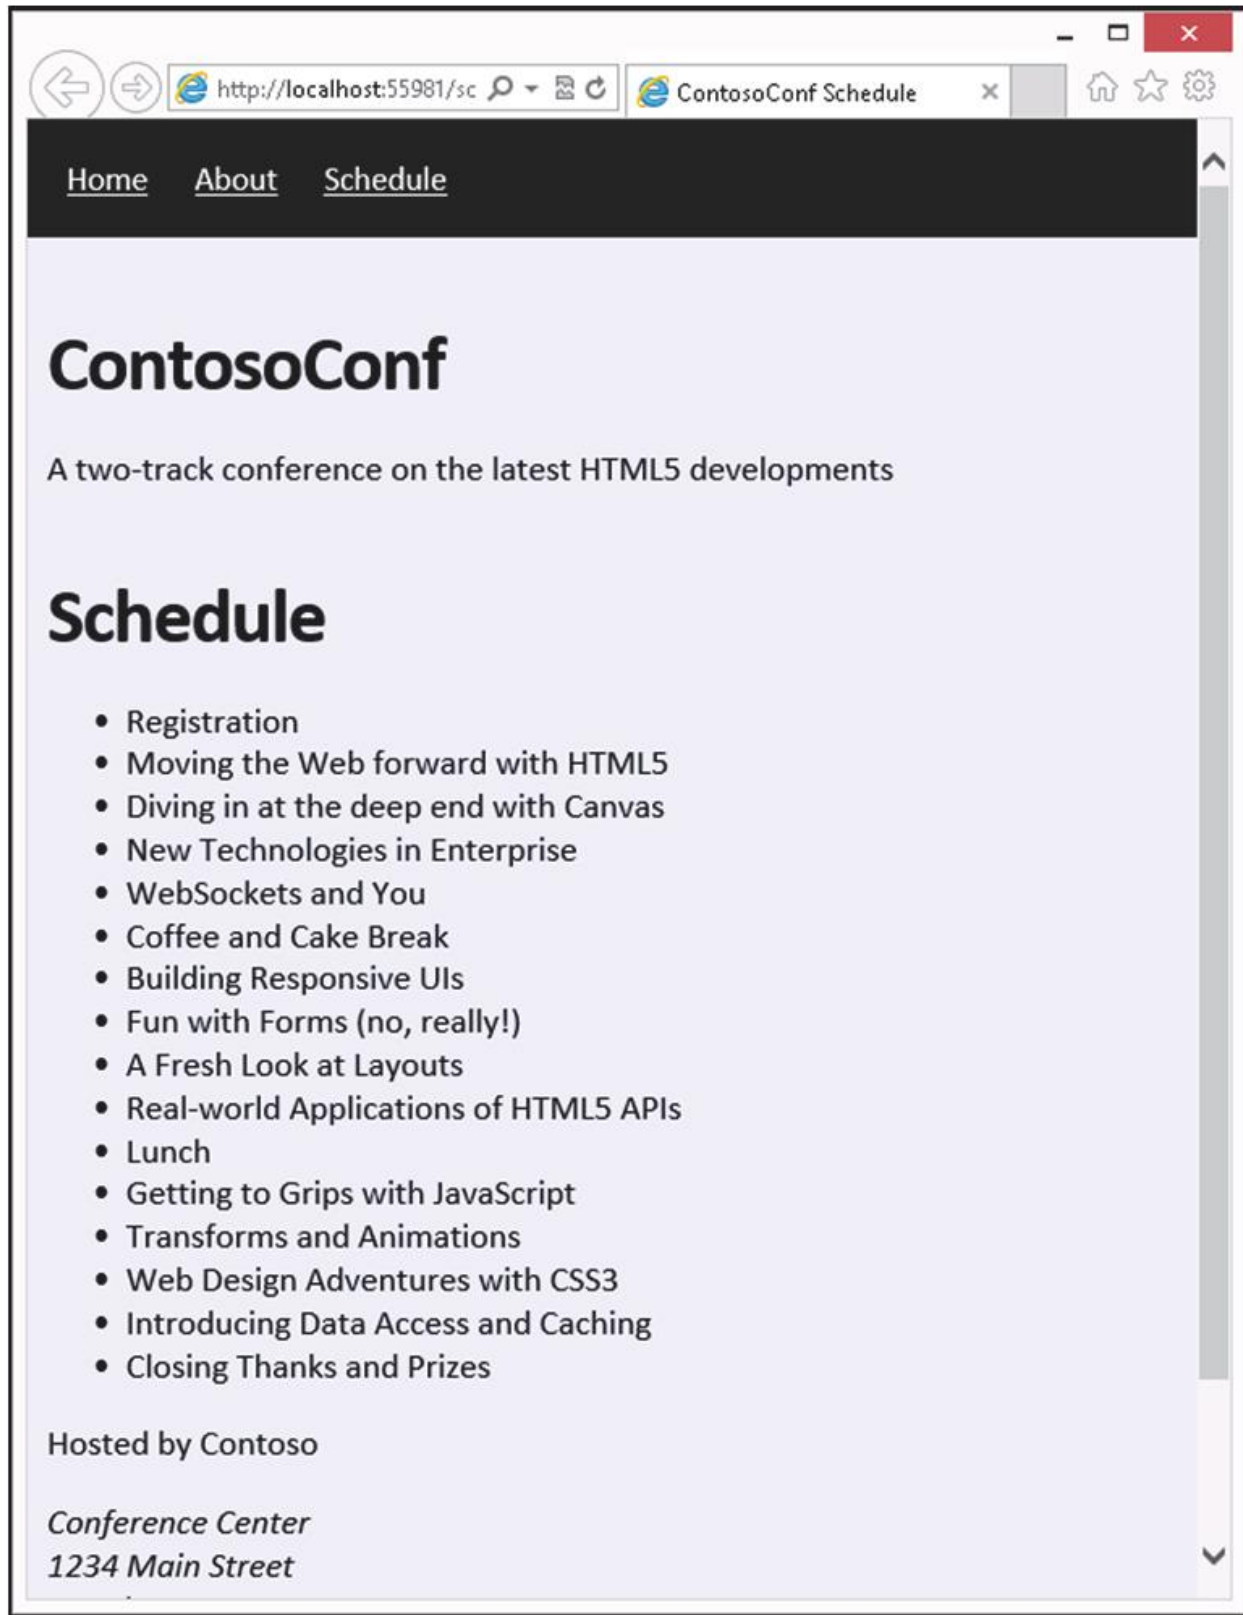 http://localhost:55981/sc
ContosoConf Schedule
Home About Schedule
ContosoConf
A two-track conference on the latest HTML5 developments
Schedule
• Registration
• Moving the Web forward with HTML5
• Diving in at the deep end with Canvas
• New Technologies in Enterprise
• WebSockets and You
• Coffee and Cake Break
• Building Responsive UIs
• Fun with Forms (no, really!)
• A Fresh Look at Layouts
• Real-world Applications of HTML5 APIs
• Lunch
• Getting to Grips with JavaScript
• Transforms and Animations
• Web Design Adventures with CSS3
• Introducing Data Access and Caching
• Closing Thanks and Prizes
Hosted by Contoso
Conference Center
1234 Main Street